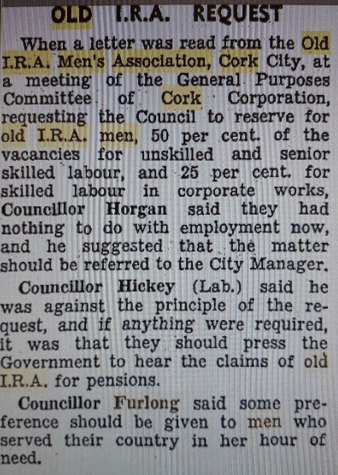 OLD I.R.A. REQUEST
When a letter was read from the Old
I.R.A. Men's Association, Cork City, at
a meeting of the General Purposes
Committee of Cork Corporation,
requesting the Council to reserve for
old I.R.A. men, 50 per cent. of the
vacancies for unskilled and senior
skilled labour, and 25 per cent. for
skilled labour in corporate works,
Councillor Horgan said they had
nothing to do with employment now,
and he suggested that the matter
should be referred to the City Manager.
Councillor Hickey (Lab.) said he
was against the principle of the re-
quest, and if anything were required,
it was that they should press the
Government to hear the claims of old
I.R.A. for pensions.
Councillor Furlong said some pre-
ference should be given to men who
served their country in her hour of
need.